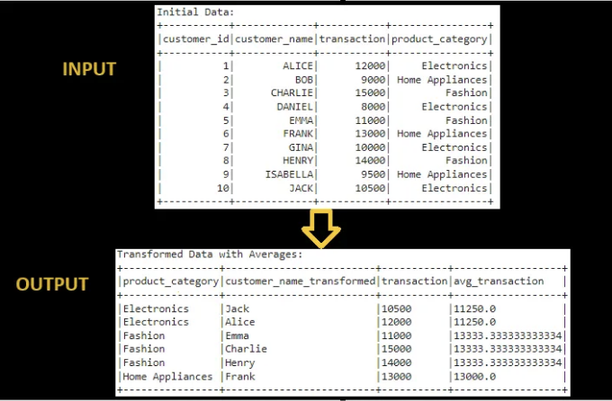 Initial Data:
+-----------+-------------+-----------+----------------+
|customer_id|customer_name|transaction|product_category|
+-----------+-------------+-----------+----------------+
|          1|        ALICE|      12000|     Electronics|
|          2|          BOB|       9000| Home Appliances|
|          3|      CHARLIE|      15000|         Fashion|
|          4|       DANIEL|       8000|     Electronics|
|          5|         EMMA|      11000|         Fashion|
|          6|        FRANK|      13000| Home Appliances|
|          7|         GINA|      10000|     Electronics|
|          8|        HENRY|      14000|         Fashion|
|          9|     ISABELLA|       9500| Home Appliances|
|         10|         JACK|      10500|     Electronics|
+-----------+-------------+-----------+----------------+
INPUT
Transformed Data with Averages:
+----------------+-------------------------+-----------+------------------+
|product_category|customer_name_transformed|transaction|avg_transaction   |
+----------------+-------------------------+-----------+------------------+
|Electronics     |Jack                     |10500      |11250.0           |
|Electronics     |Alice                    |12000      |11250.0           |
|Fashion         |Emma                     |11000      |13333.333333333334|
|Fashion         |Charlie                  |15000      |13333.333333333334|
|Fashion         |Henry                    |14000      |13333.333333333334|
|Home Appliances |Frank                    |13000      |13000.0           |
+----------------+-------------------------+-----------+------------------+
OUTPUT